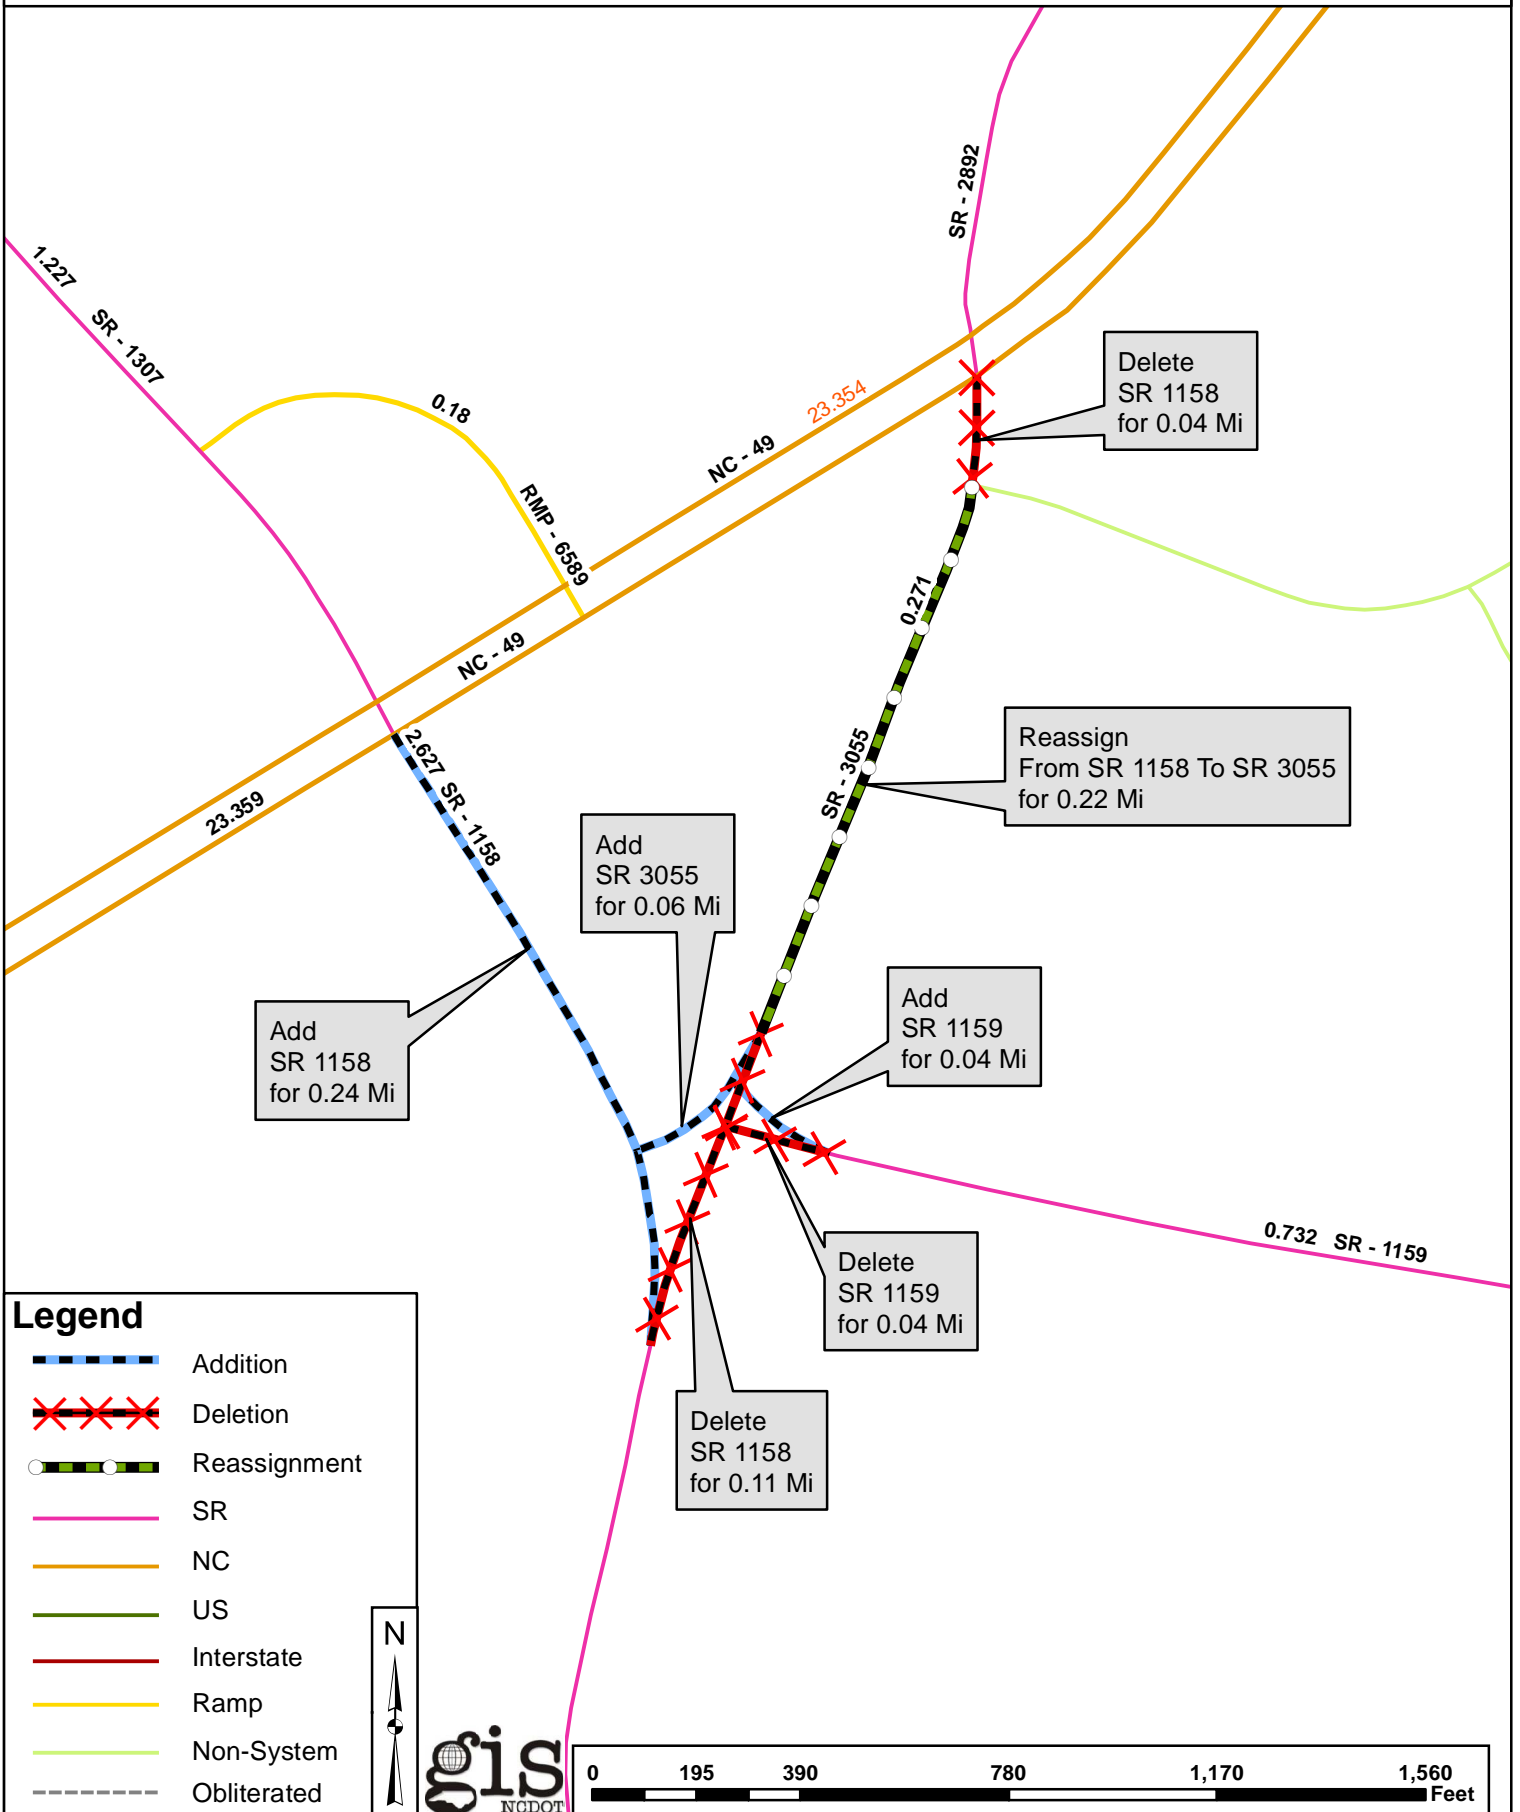 SR - 2892
1.227 SR - 1307
0.18
RMP - 6589
NC - 49
23.354
Delete
SR 1158
for 0.04 Mi
0.271
NC - 49
23.359
2.627 SR - 1158
SR - 3055
Reassign
From SR 1158 To SR 3055
for 0.22 Mi
Add
SR 3055
for 0.06 Mi
Add
SR 1159
for 0.04 Mi
Add
SR 1158
for 0.24 Mi
0.732 SR - 1159
Delete
SR 1159
for 0.04 Mi
Delete
SR 1158
for 0.11 Mi
Legend
Addition
Deletion
Reassignment
SR
NC
US
Interstate
Ramp
Non-System
Obliterated
N
gis
NCDOT
0 195 390 780 1,170 1,560
Feet